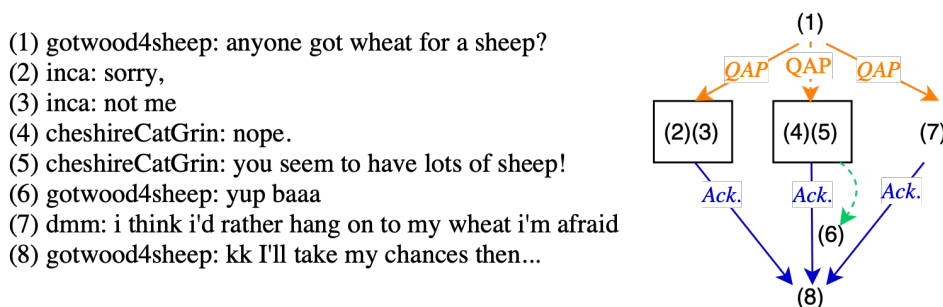 (1) gotwood4sheep: anyone got wheat for a sheep?
(2) inca: sorry,
(3) inca: not me
(4) cheshireCatGrin: nope.
(5) cheshireCatGrin: you seem to have lots of sheep!
(6) gotwood4sheep: yup baaa
(7) dmm: i think i'd rather hang on to my wheat i'm afraid
(8) gotwood4sheep: kk I'll take my chances then...
(1)
QAP QAP QAP
(2)(3) (4)(5) (7)
Ack. Ack. Ack.
(6)
(8)